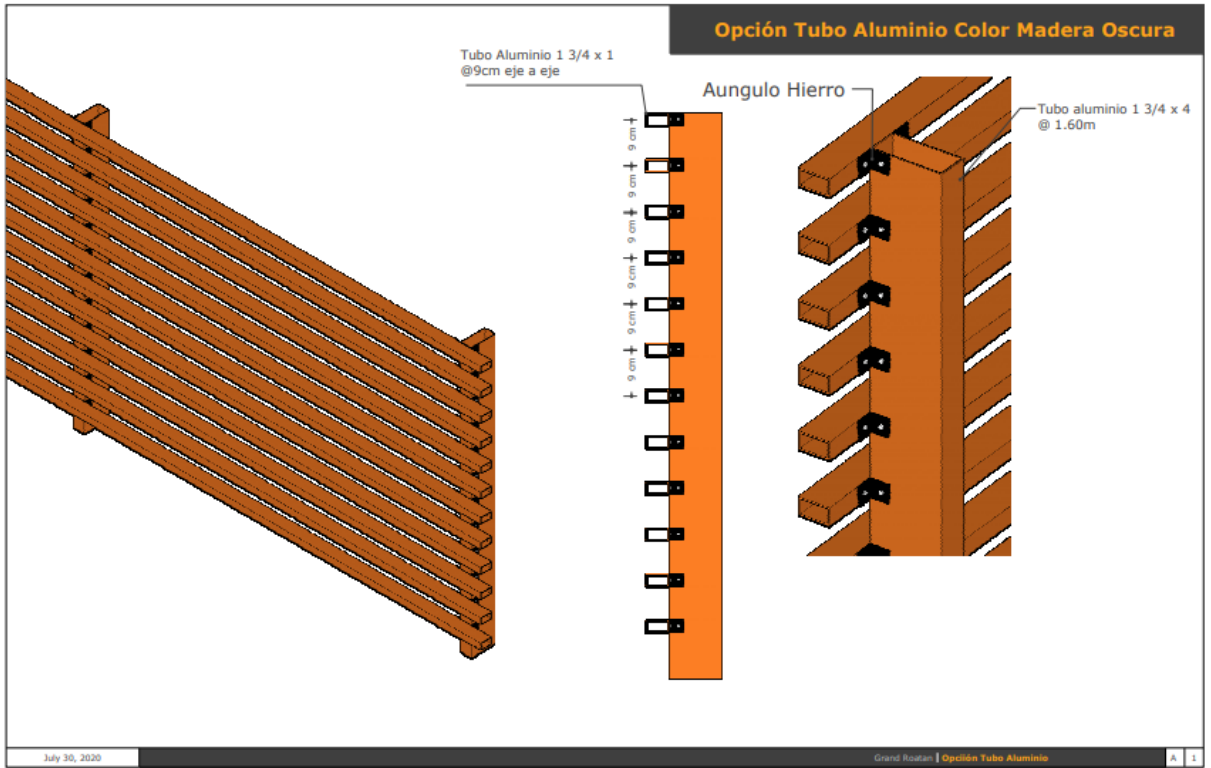 Opción Tubo Aluminio Color Madera Oscura
Tubo Aluminio 1 3/4 x 1
@9cm eje a eje
Aungulo Hierro
Tubo aluminio 1 3/4 x 4
@ 1.60m
9 cm
9 cm
9 cm
9 cm
9 cm
9 cm
July 30, 2020
Grand Roatan | Opciión Tubo Aluminio
A 1